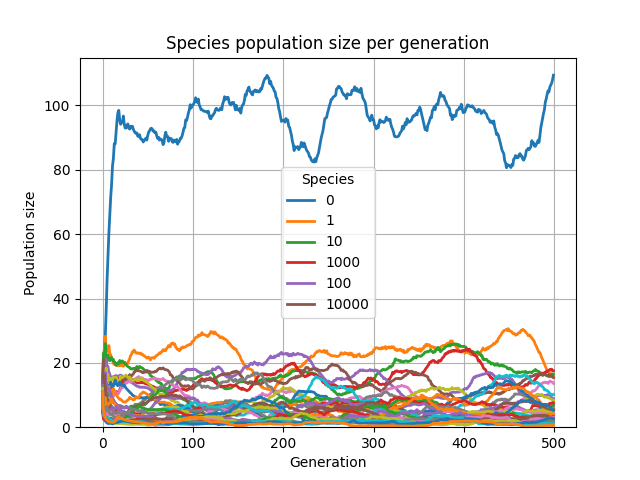 Species population size per generation
Population size
100
80
60
40
20
0
Species
0
1
10
1000
100
10000
0 100 200 300 400 500
Generation